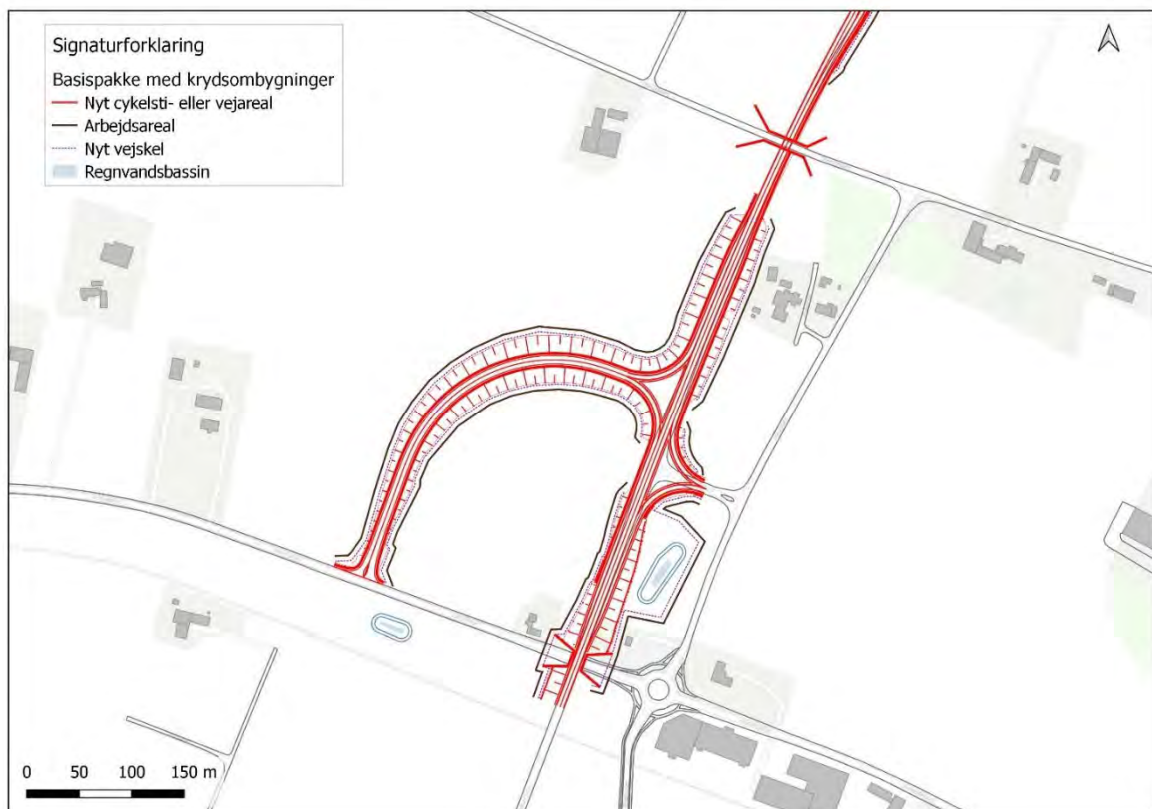 Signaturforklaring
Basispakke med krydsombygninger
Nyt cykelsti- eller vejareal
Arbejdsareal
Nyt vejskel
Regnvandsbassin
0 50 100 150 m